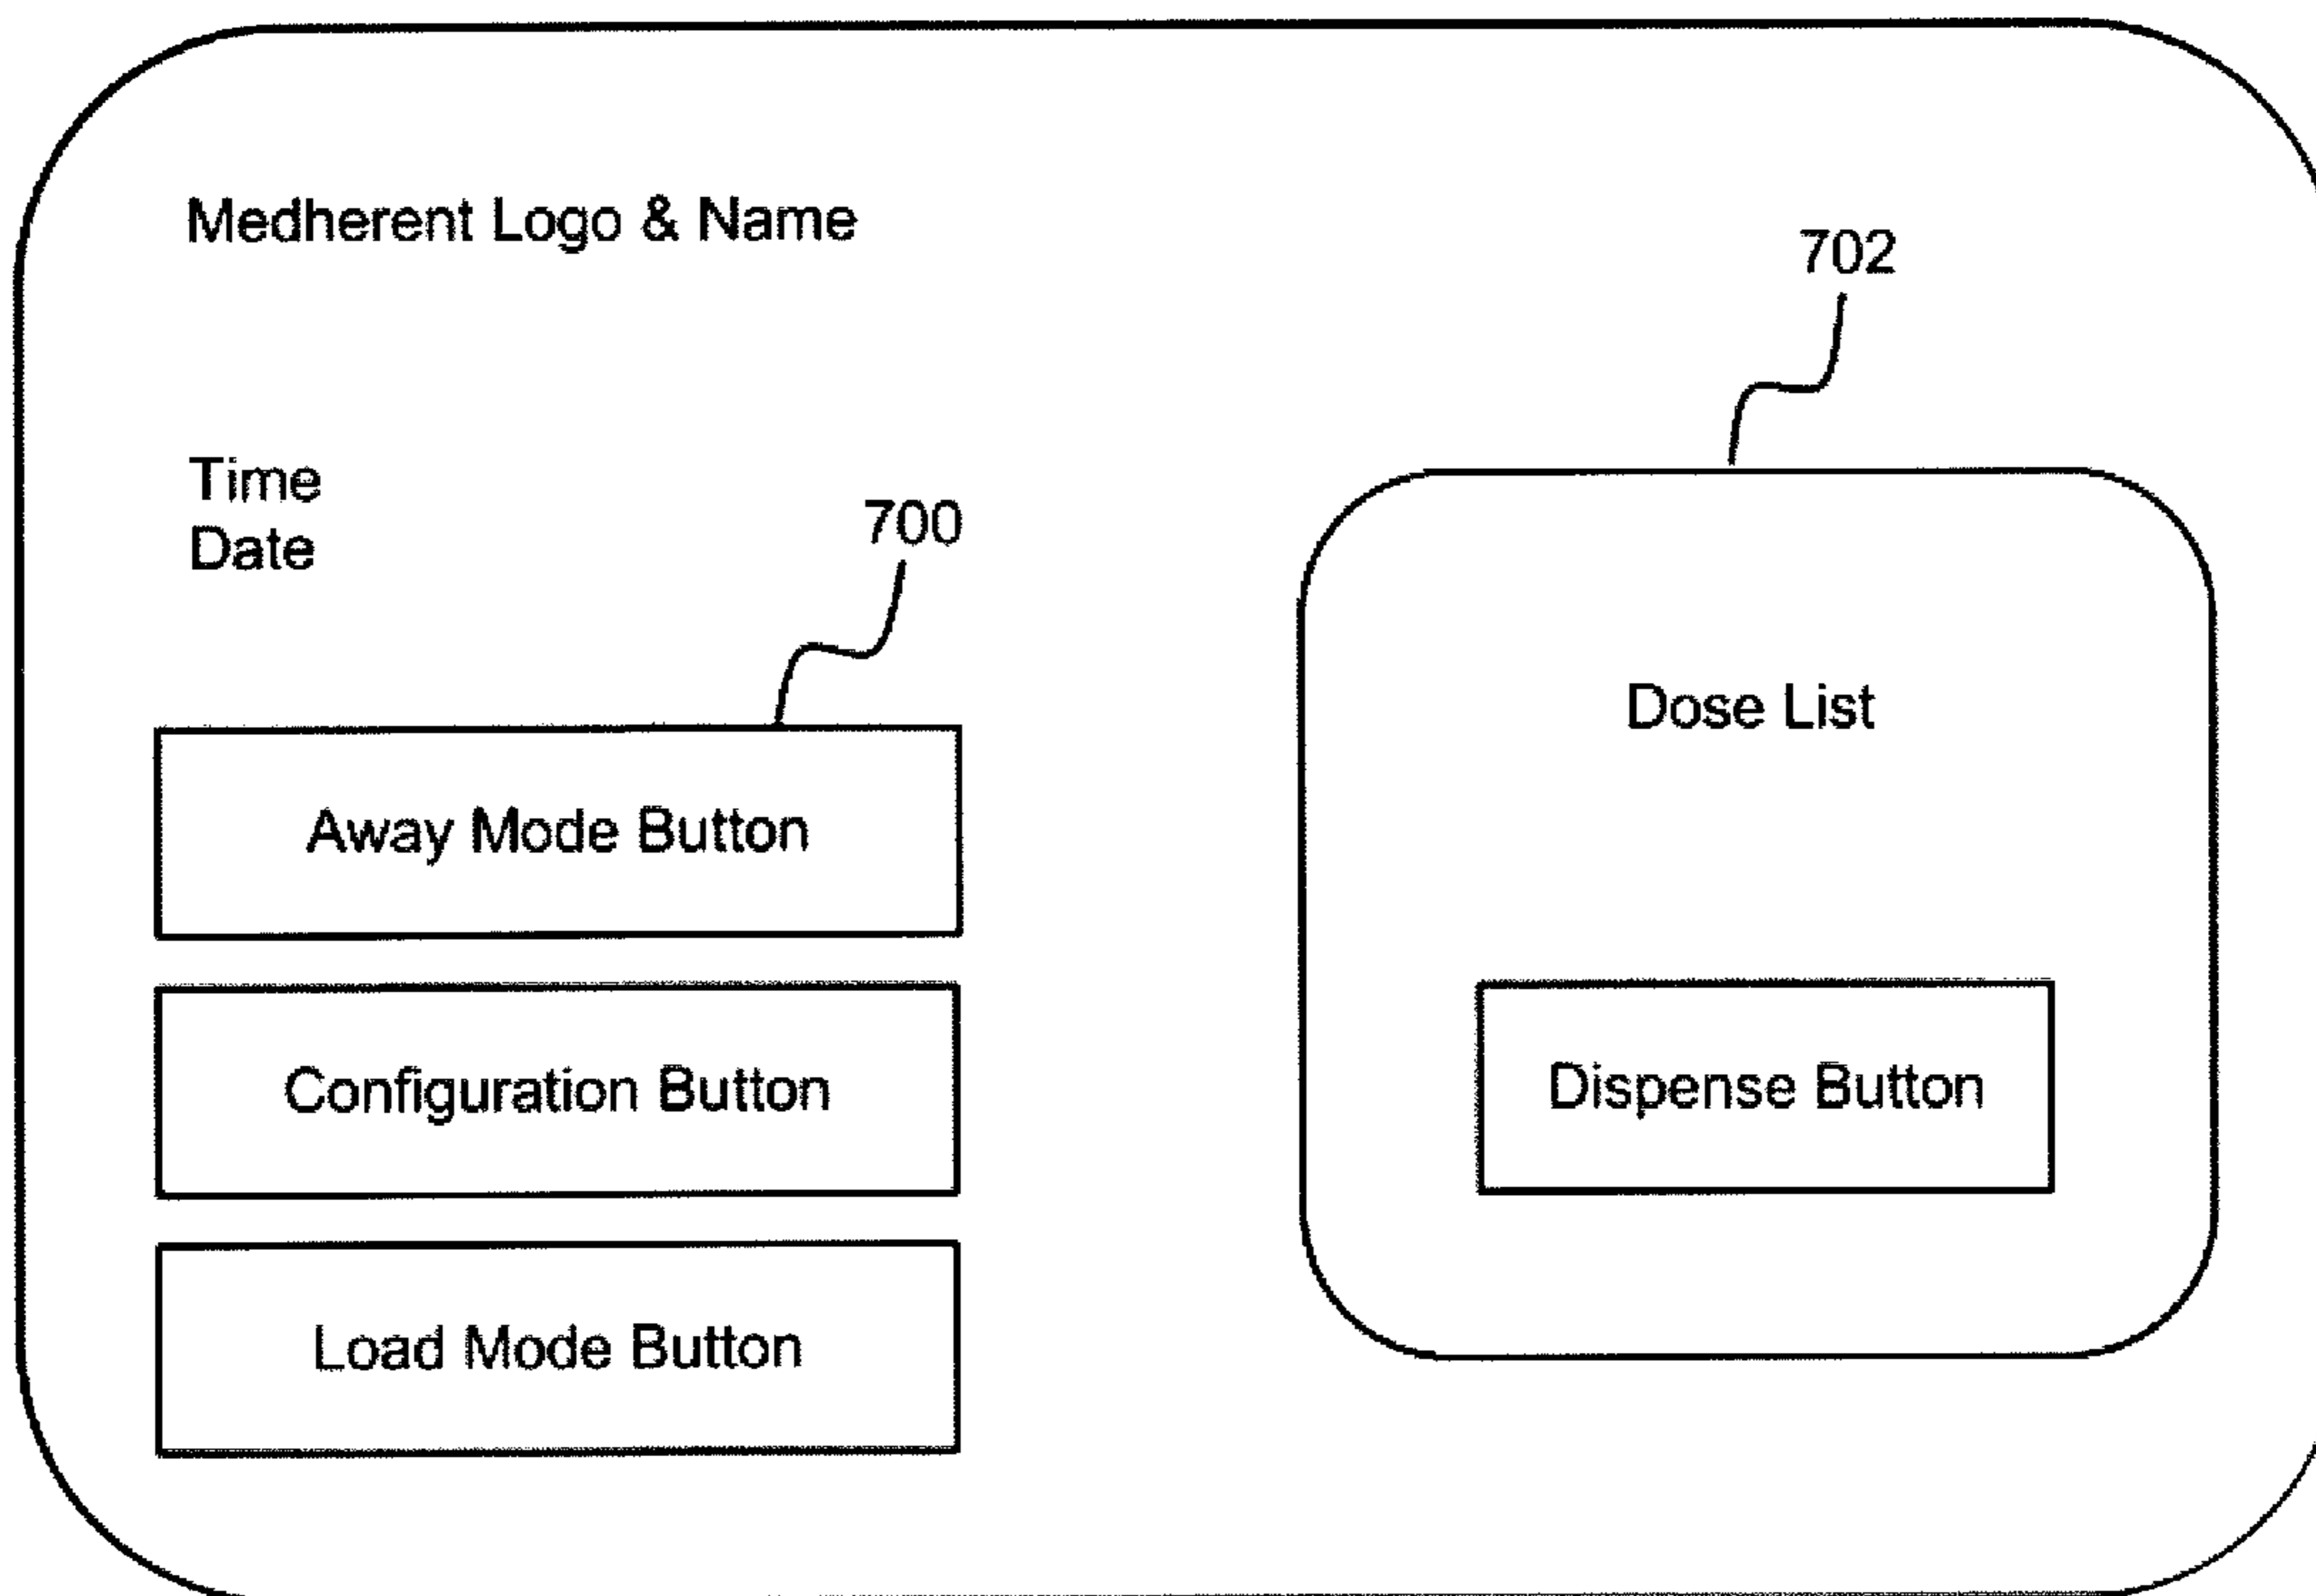 Medherent Logo & Name
702
Time
Date
700
Away Mode Button
Configuration Button
Load Mode Button
Dose List
Dispense Button